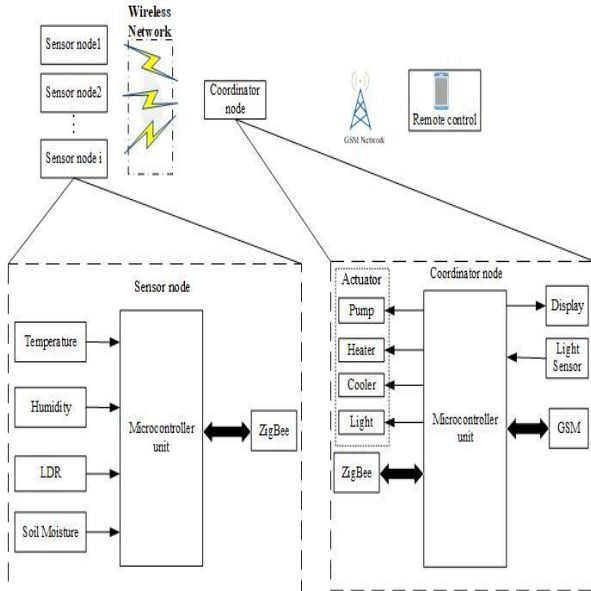 Wireless
Network
Sensor node1
Sensor node2
Sensor node i
Coordinator
node
GSM Network
Remote control
Sensor node
Temperature
Humidity
LDR
Soil Moisture
Microcontroller
unit
ZigBee
Coordinator node
Actuator
Pump
Heater
Cooler
Light
ZigBee
Microcontroller
unit
Display
Light
Sensor
GSM